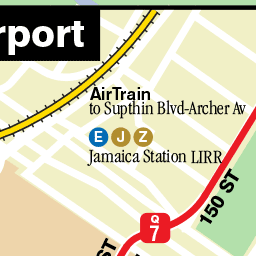 rport
AirTrain
to Supthin Blvd-Archer Av
E J Z
Jamaica Station LIRR
150 ST
Q
7
ST